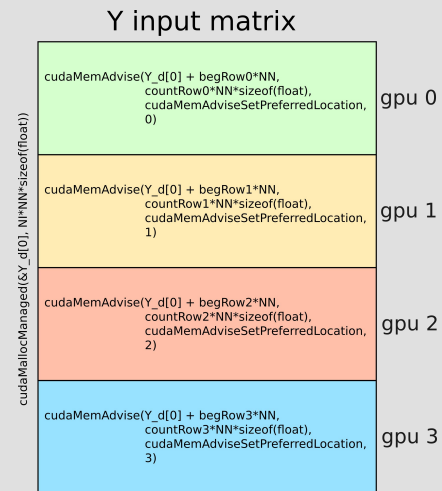 Y input matrix
cudaMallocManaged(&Y_d[0], NI*NN*sizeof(float))
cudaMemAdvise(Y_d[0] + begRow0*NN,
countRow0*NN*sizeof(float),
cudaMemAdviseSetPreferredLocation,
0)
gpu 0
cudaMemAdvise(Y_d[0] + begRow1*NN,
countRow1*NN*sizeof(float),
cudaMemAdviseSetPreferredLocation,
1)
gpu 1
cudaMemAdvise(Y_d[0] + begRow2*NN,
countRow2*NN*sizeof(float),
cudaMemAdviseSetPreferredLocation,
2)
gpu 2
cudaMemAdvise(Y_d[0] + begRow3*NN,
countRow3*NN*sizeof(float),
cudaMemAdviseSetPreferredLocation,
3)
gpu 3